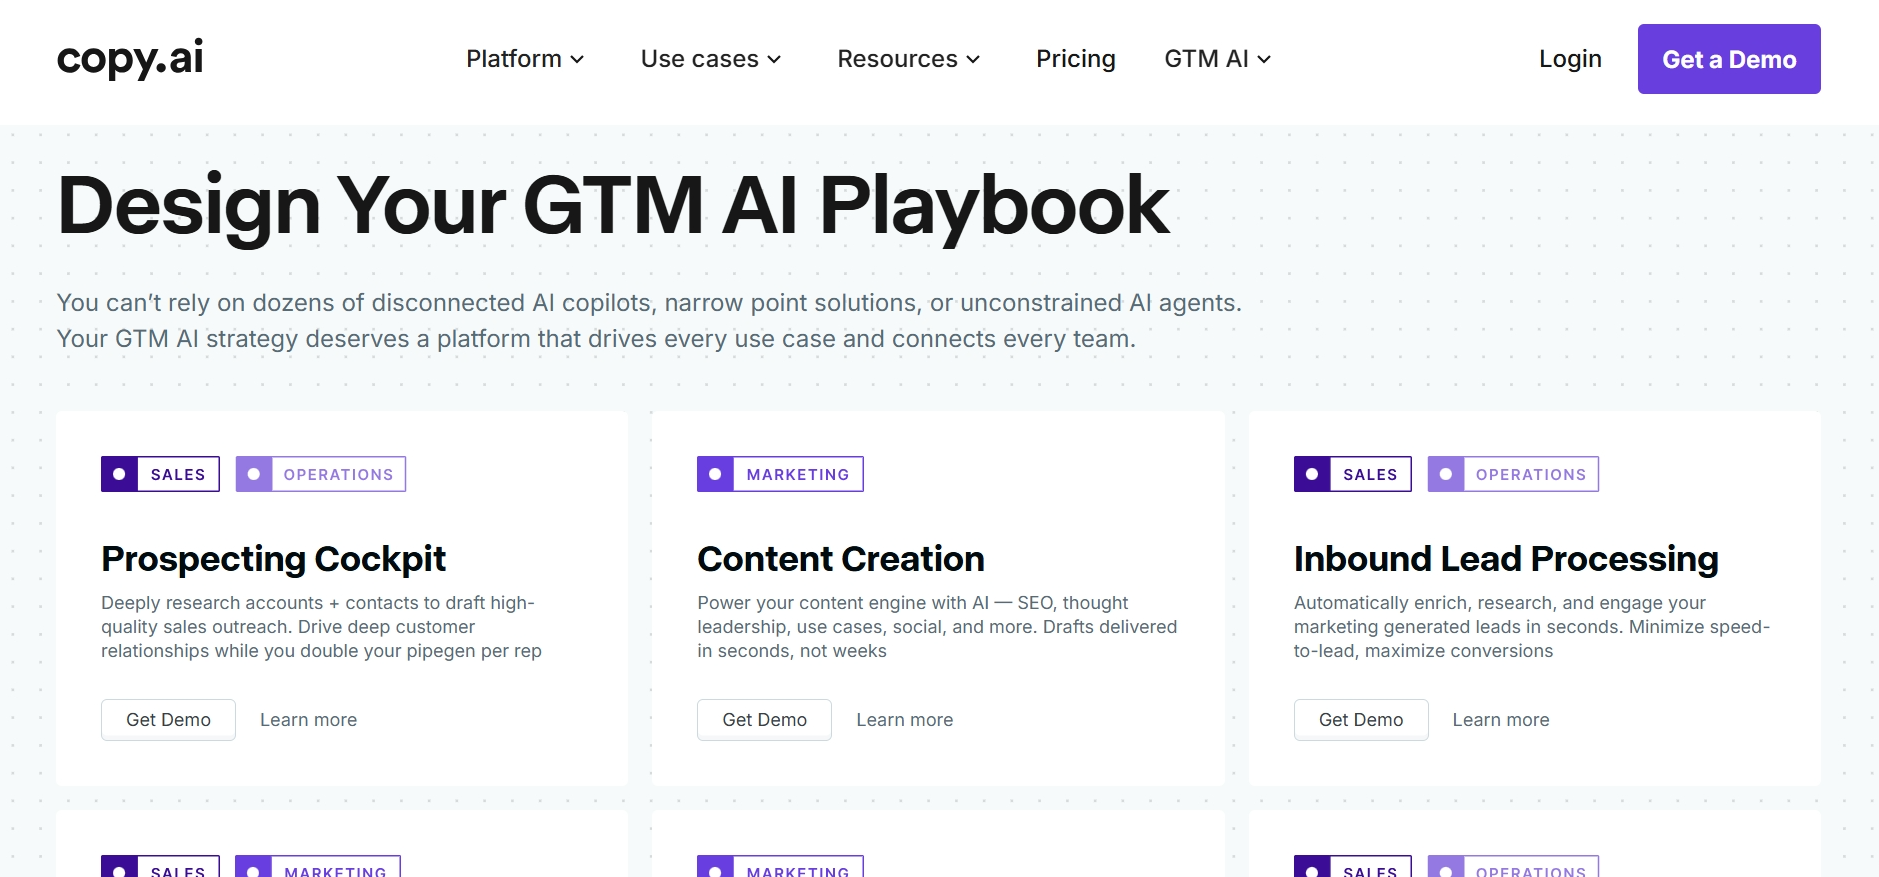 copy.ai
Platform
Use cases
Resources
Pricing
GTM AI
Login
Get a Demo
Design Your GTM AI Playbook
You can’t rely on dozens of disconnected AI copilots, narrow point solutions, or unconstrained AI agents.
Your GTM AI strategy deserves a platform that drives every use case and connects every team.
SALES
OPERATIONS
Prospecting Cockpit
Deeply research accounts + contacts to draft high-
quality sales outreach. Drive deep customer
relationships while you double your pipegen per rep
Get Demo
Learn more
MARKETING
Content Creation
Power your content engine with AI — SEO, thought
leadership, use cases, social, and more. Drafts delivered
in seconds, not weeks
Get Demo
Learn more
SALES
OPERATIONS
Inbound Lead Processing
Automatically enrich, research, and engage your
marketing generated leads in seconds. Minimize speed-
to-lead, maximize conversions
Get Demo
Learn more
SALES
MARKETING
MARKETING
SALES
OPERATIONS